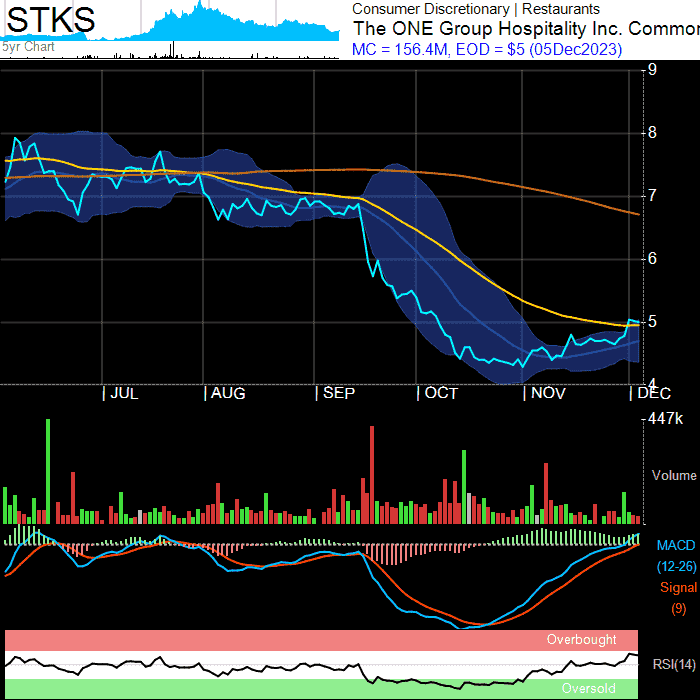 STKS
5yr Chart
Consumer Discretionary | Restaurants
The ONE Group Hospitality Inc. Common
MC = 156.4M, EOD = $5 (05Dec2023)
9
8
7
6
5
4
JUL AUG SEP OCT NOV DEC
447k
Volume
MACD
(12-26)
Signal
(9)
Overbought
RSI(14)
Oversold